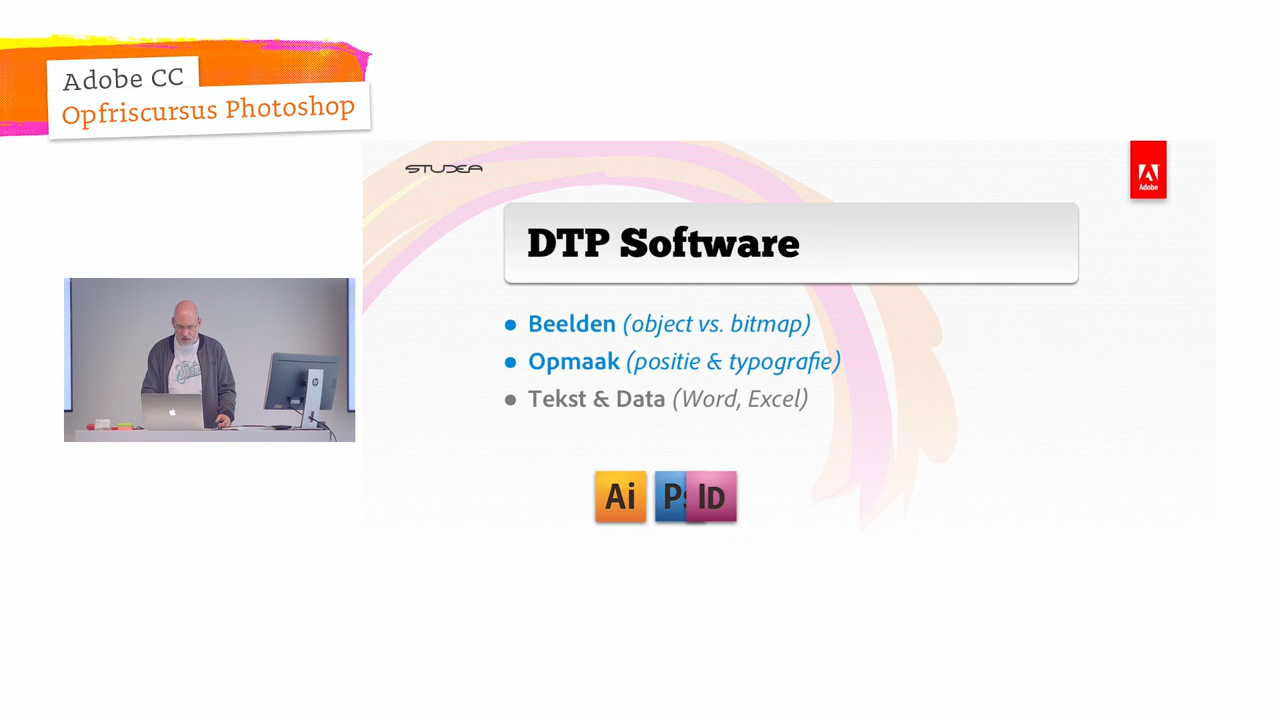 Adobe CC
Opfriscursus Photoshop
STUDEA
Adobe
DTP Software
• Beelden (object vs. bitmap)
• Opmaak (positie & typografie)
• Tekst & Data (Word, Excel)
Ai Ps ID